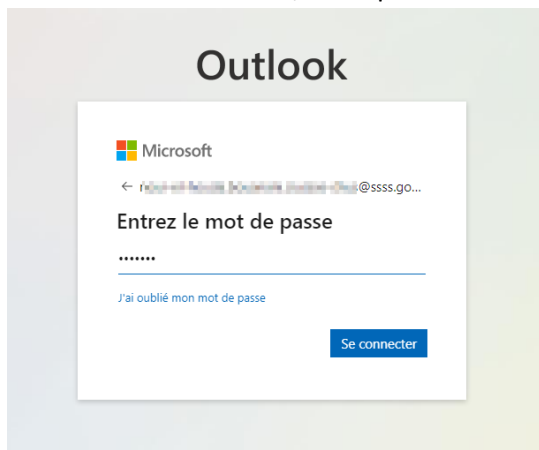 Outlook
Microsoft
@ssss.go...
Entrez le mot de passe
.......
J'ai oublié mon mot de passe
Se connecter